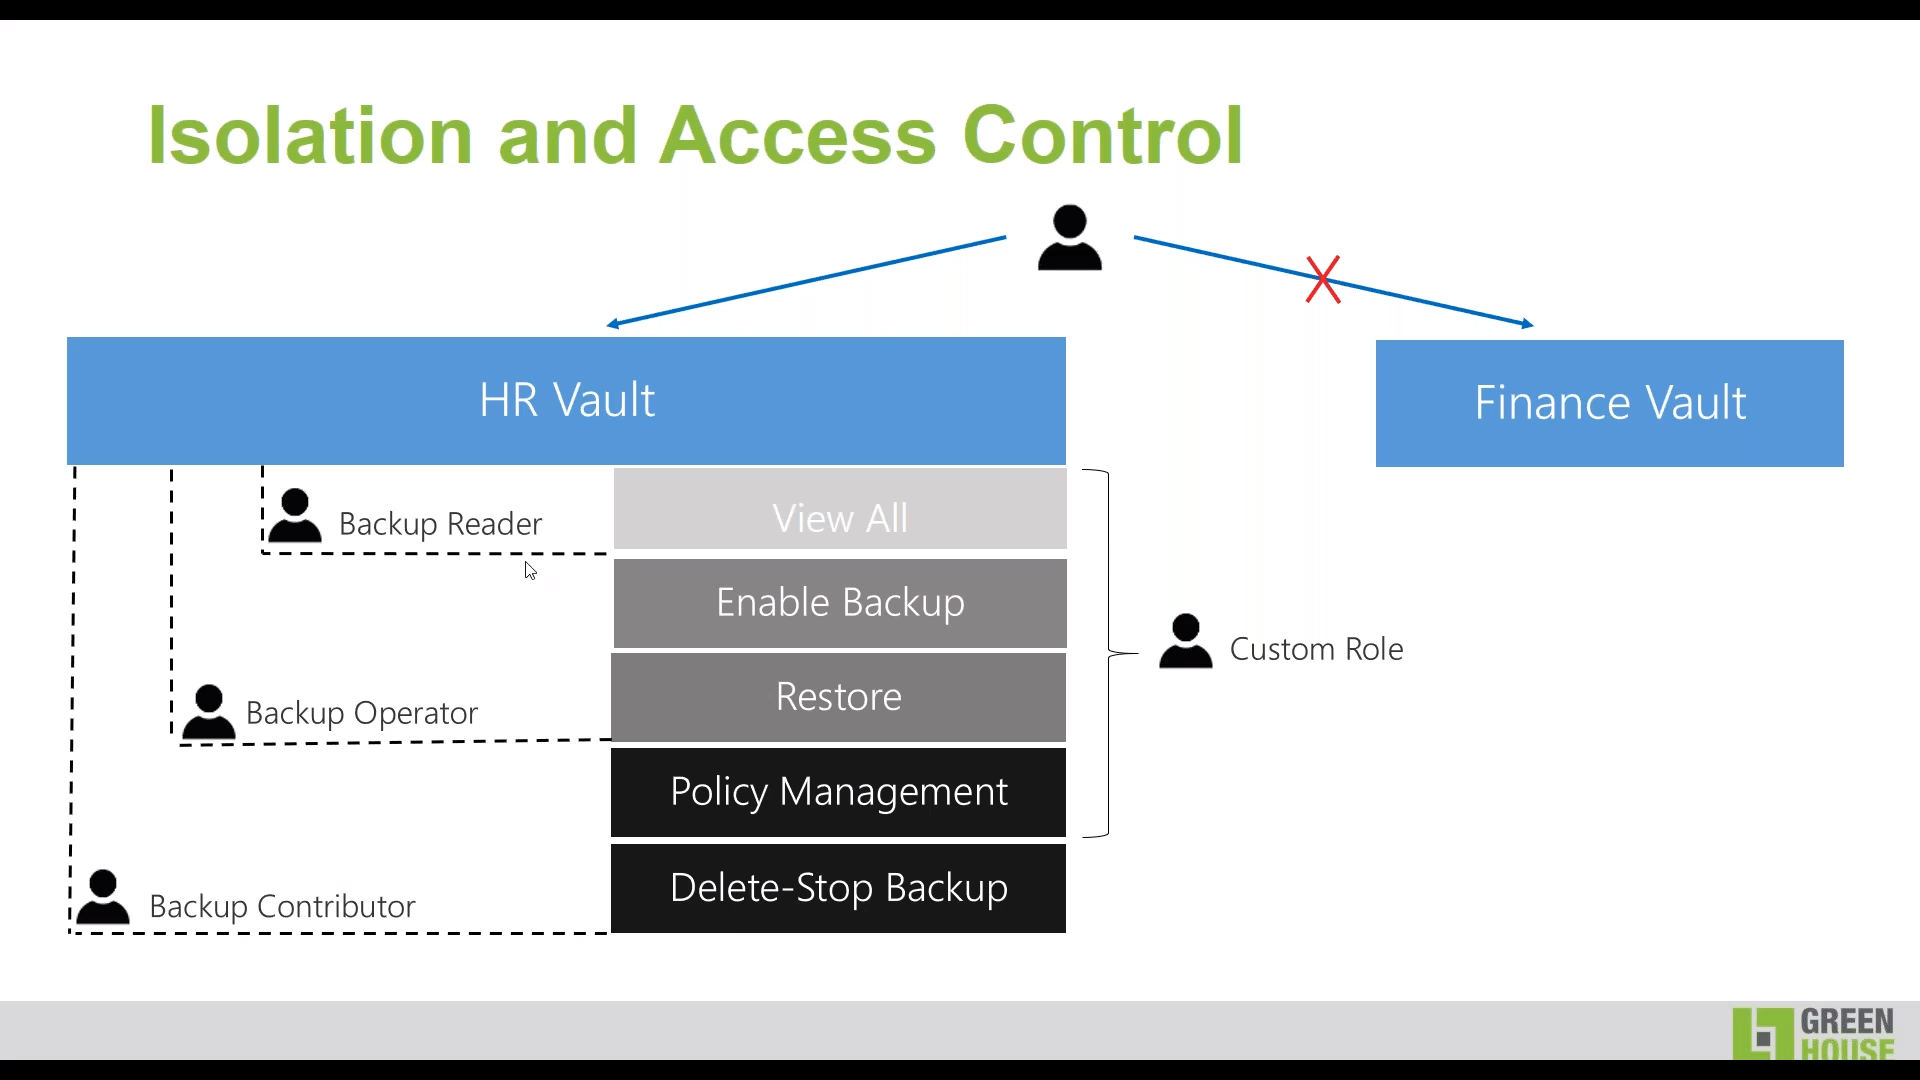 Isolation and Access Control
HR Vault
Finance Vault
Backup Reader
View All
Enable Backup
Custom Role
Backup Operator
Restore
Policy Management
Backup Contributor
Delete-Stop Backup
GREEN
HOUSE